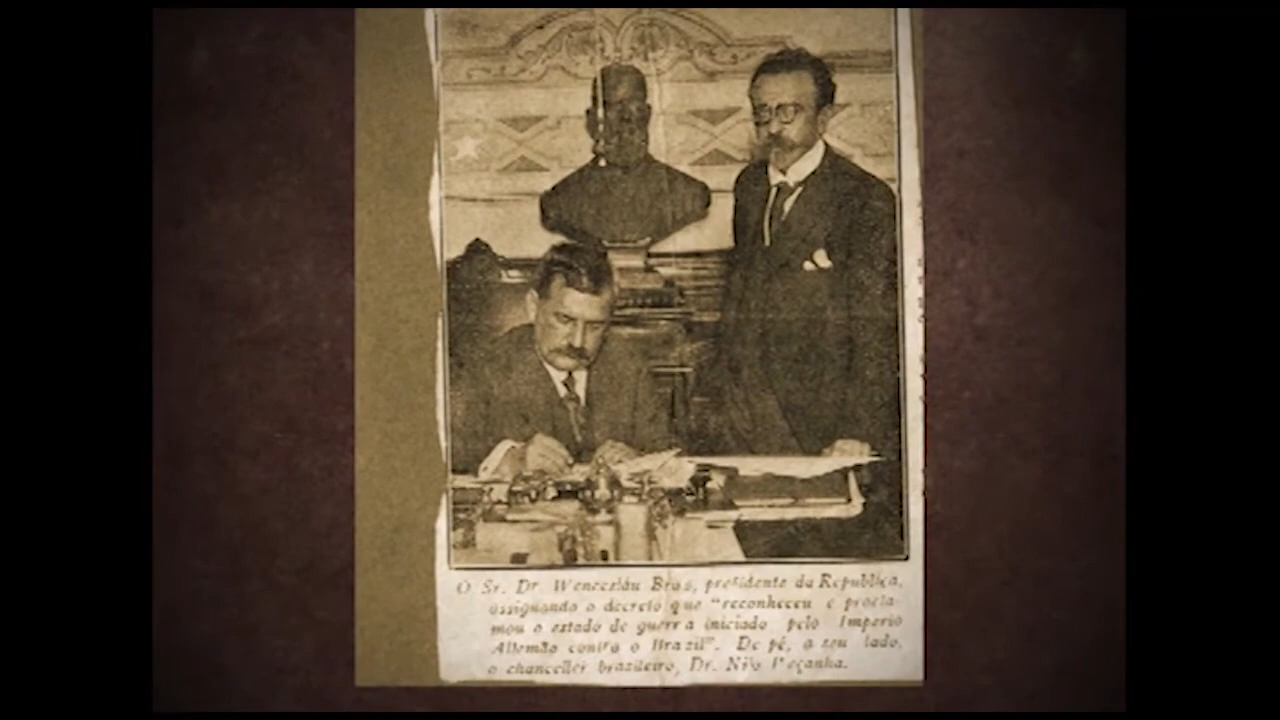 O Sr. Dr. Wenceslau Bras, presidente da Republica,
assignando o decreto que "reconheceu e procla-
mou o estado de guerra iniciado pelo Imperio
Allemão contra o Brazil". De pé, a seu lado,
o chanceller brazileiro, Dr. Nilo Peçanha.